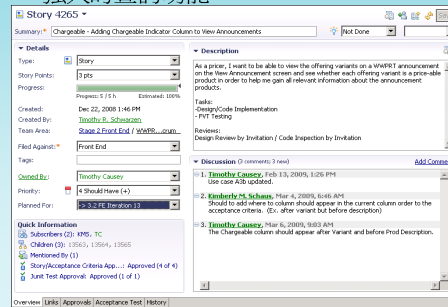 Story 4265
Summary:* Chargeable - Adding Chargeable Indicator Column to View Announcements
Not Done
Details
Type: Story
Story Points: 3 pts
Progress:
Progress: 5 / 5 h Estimated: 100%
Created: Dec 22, 2008 1:46 PM
Created By: Timothy R. Schwarzen
Team Area: Stage 2 Front End / WWPR...crum
Filed Against:* Front End
Tags:
Owned By: Timothy Causey
Priority: 4 Should Have (+)
Planned For: -> 3.2 FE Iteration 13
Quick Information
Subscribers (2): KMS, TC
Children (3): 13563, 13564, 13565
Mentioned By (1)
Story/Acceptance Criteria App...: Approved (4 of 4)
Junit Test Approval: Approved (1 of 1)
Description
As a pricer, I want to be able to view the offering variants on a WWPRT announcement
on the View Announcement screen and see whether each offering variant is a price-able
product in order to help me gain all relevant information about the announcement
products.
Tasks:
-Design/Code Implementation
- FVT Testing
Reviews:
Design Review by Invitation / Code Inspection by Invitation
Discussion (3 comments: 3 new) Add Comme
1. Timothy Causey, Feb 13, 2009, 1:26 PM
Use case A3b updated.
2. Kimberly M. Schaus, Mar 4, 2009, 6:46 AM
Should add where to column should appear in the current column order to the
acceptance criteria. (Ex. after variant but before description)
3. Timothy Causey, Mar 6, 2009, 9:03 AM
The Chargeable column should appear after Variant and before Prod Description.
Overview Links Approvals Acceptance Test History